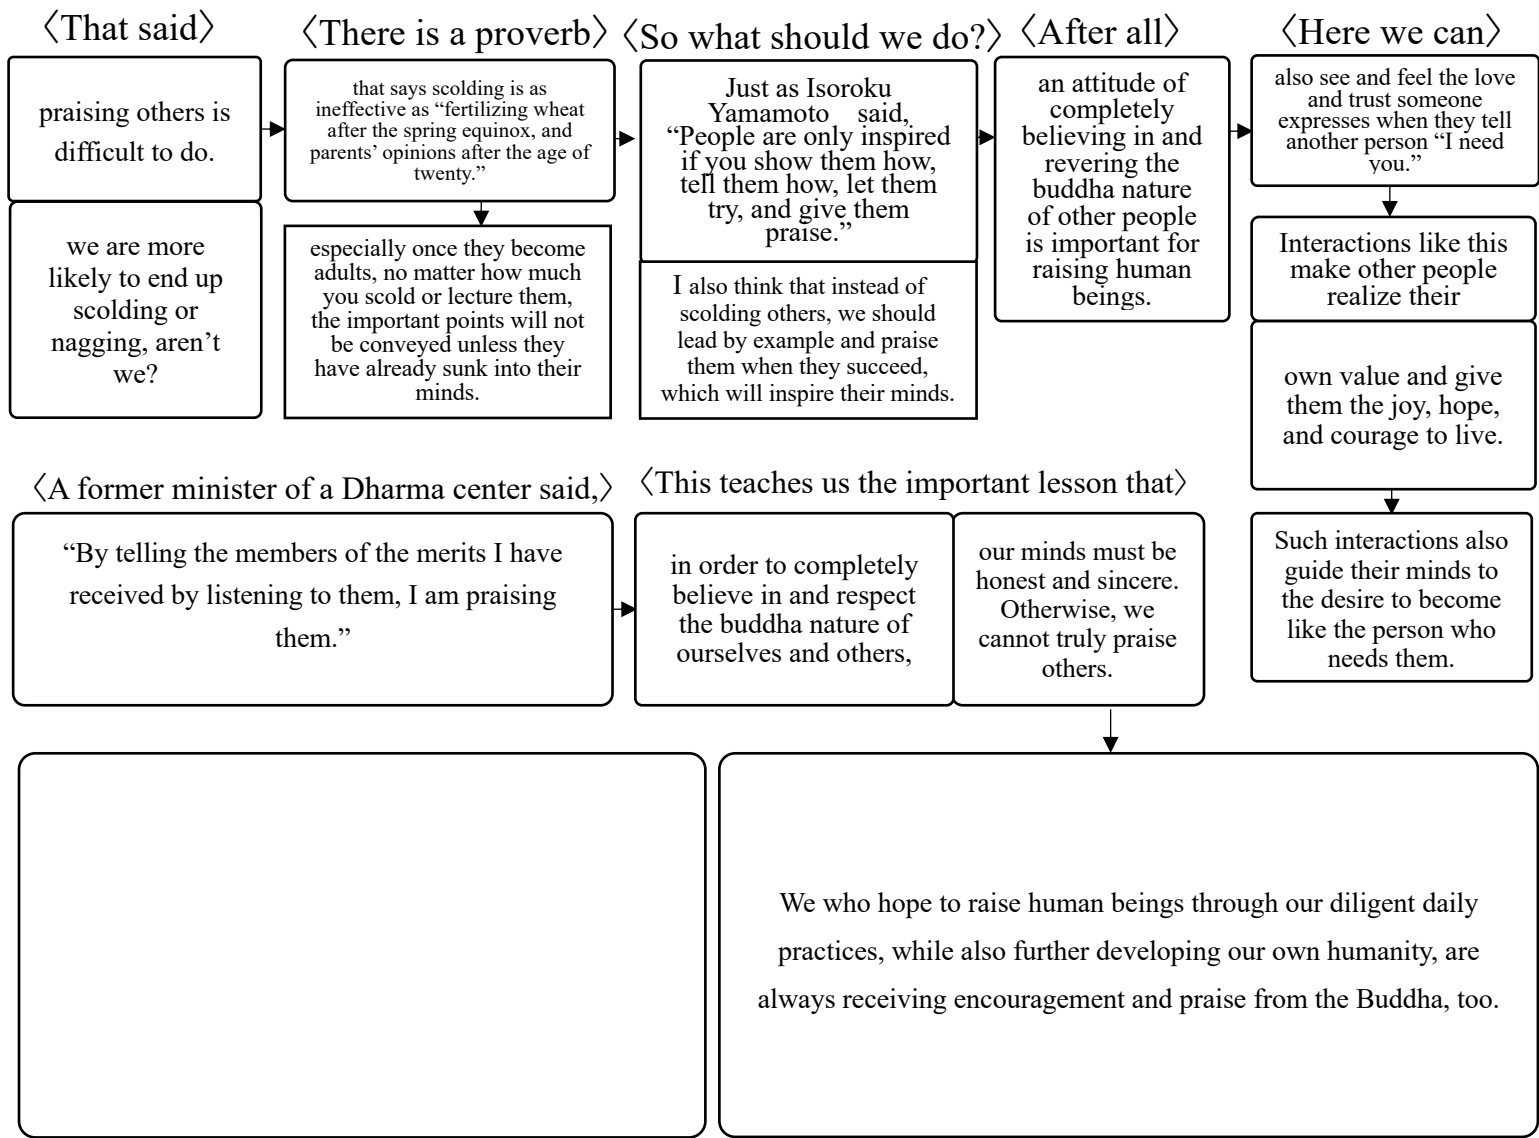 〈That said〉
praising others is
difficult to do.
we are more
likely to end up
scolding or
nagging, aren’t
we?
〈There is a proverb〉
that says scolding is as
ineffective as “fertilizing wheat
after the spring equinox, and
parents’ opinions after the age of
twenty.”
especially once they become
adults, no matter how much
you scold or lecture them,
the important points will not
be conveyed unless they
have already sunk into their
minds.
〈So what should we do?〉
Just as Isoroku
Yamamoto said,
“People are only inspired
if you show them how,
tell them how, let them
try, and give them
praise.”
I also think that instead of
scolding others, we should
lead by example and praise
them when they succeed,
which will inspire their minds.
〈After all〉
an attitude of
completely
believing in and
revering the
buddha nature
of other people
is important for
raising human
beings.
〈Here we can〉
also see and feel the love
and trust someone
expresses when they tell
another person “I need
you.”
Interactions like this
make other people
realize their
own value and give
them the joy, hope,
and courage to live.
Such interactions also
guide their minds to
the desire to become
like the person who
needs them.
〈A former minister of a Dharma center said,〉
“By telling the members of the merits I have
received by listening to them, I am praising
them.”
〈This teaches us the important lesson that〉
in order to completely
believe in and respect
the buddha nature of
ourselves and others,
our minds must be
honest and sincere.
Otherwise, we
cannot truly praise
others.
We who hope to raise human beings through our diligent daily
practices, while also further developing our own humanity, are
always receiving encouragement and praise from the Buddha, too.